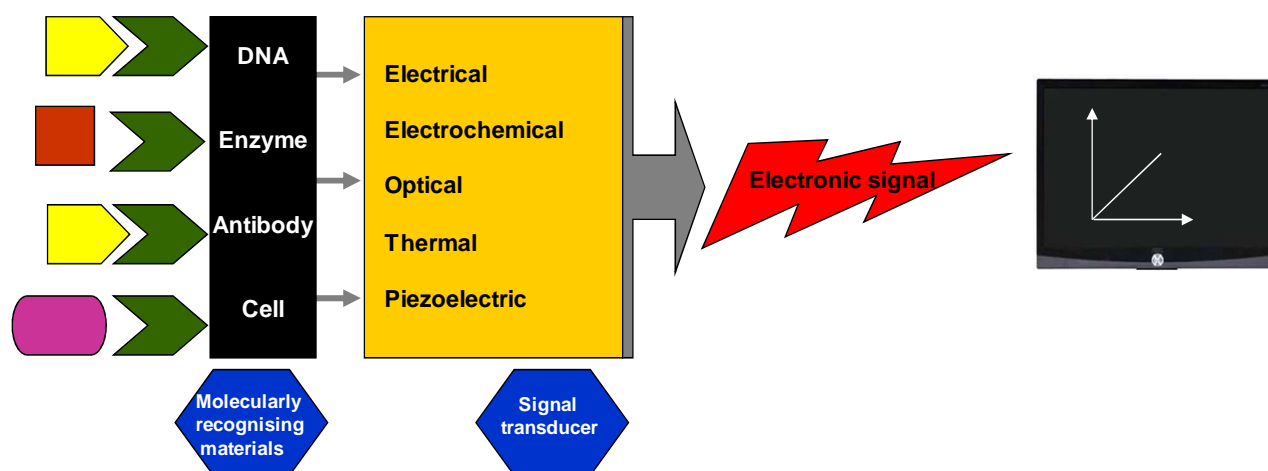 DNA
Enzyme
Antibody
Cell
Electrical
Electrochemical
Optical
Thermal
Piezoelectric
Electronic signal
Molecularly
recognising
materials
Signal
transducer